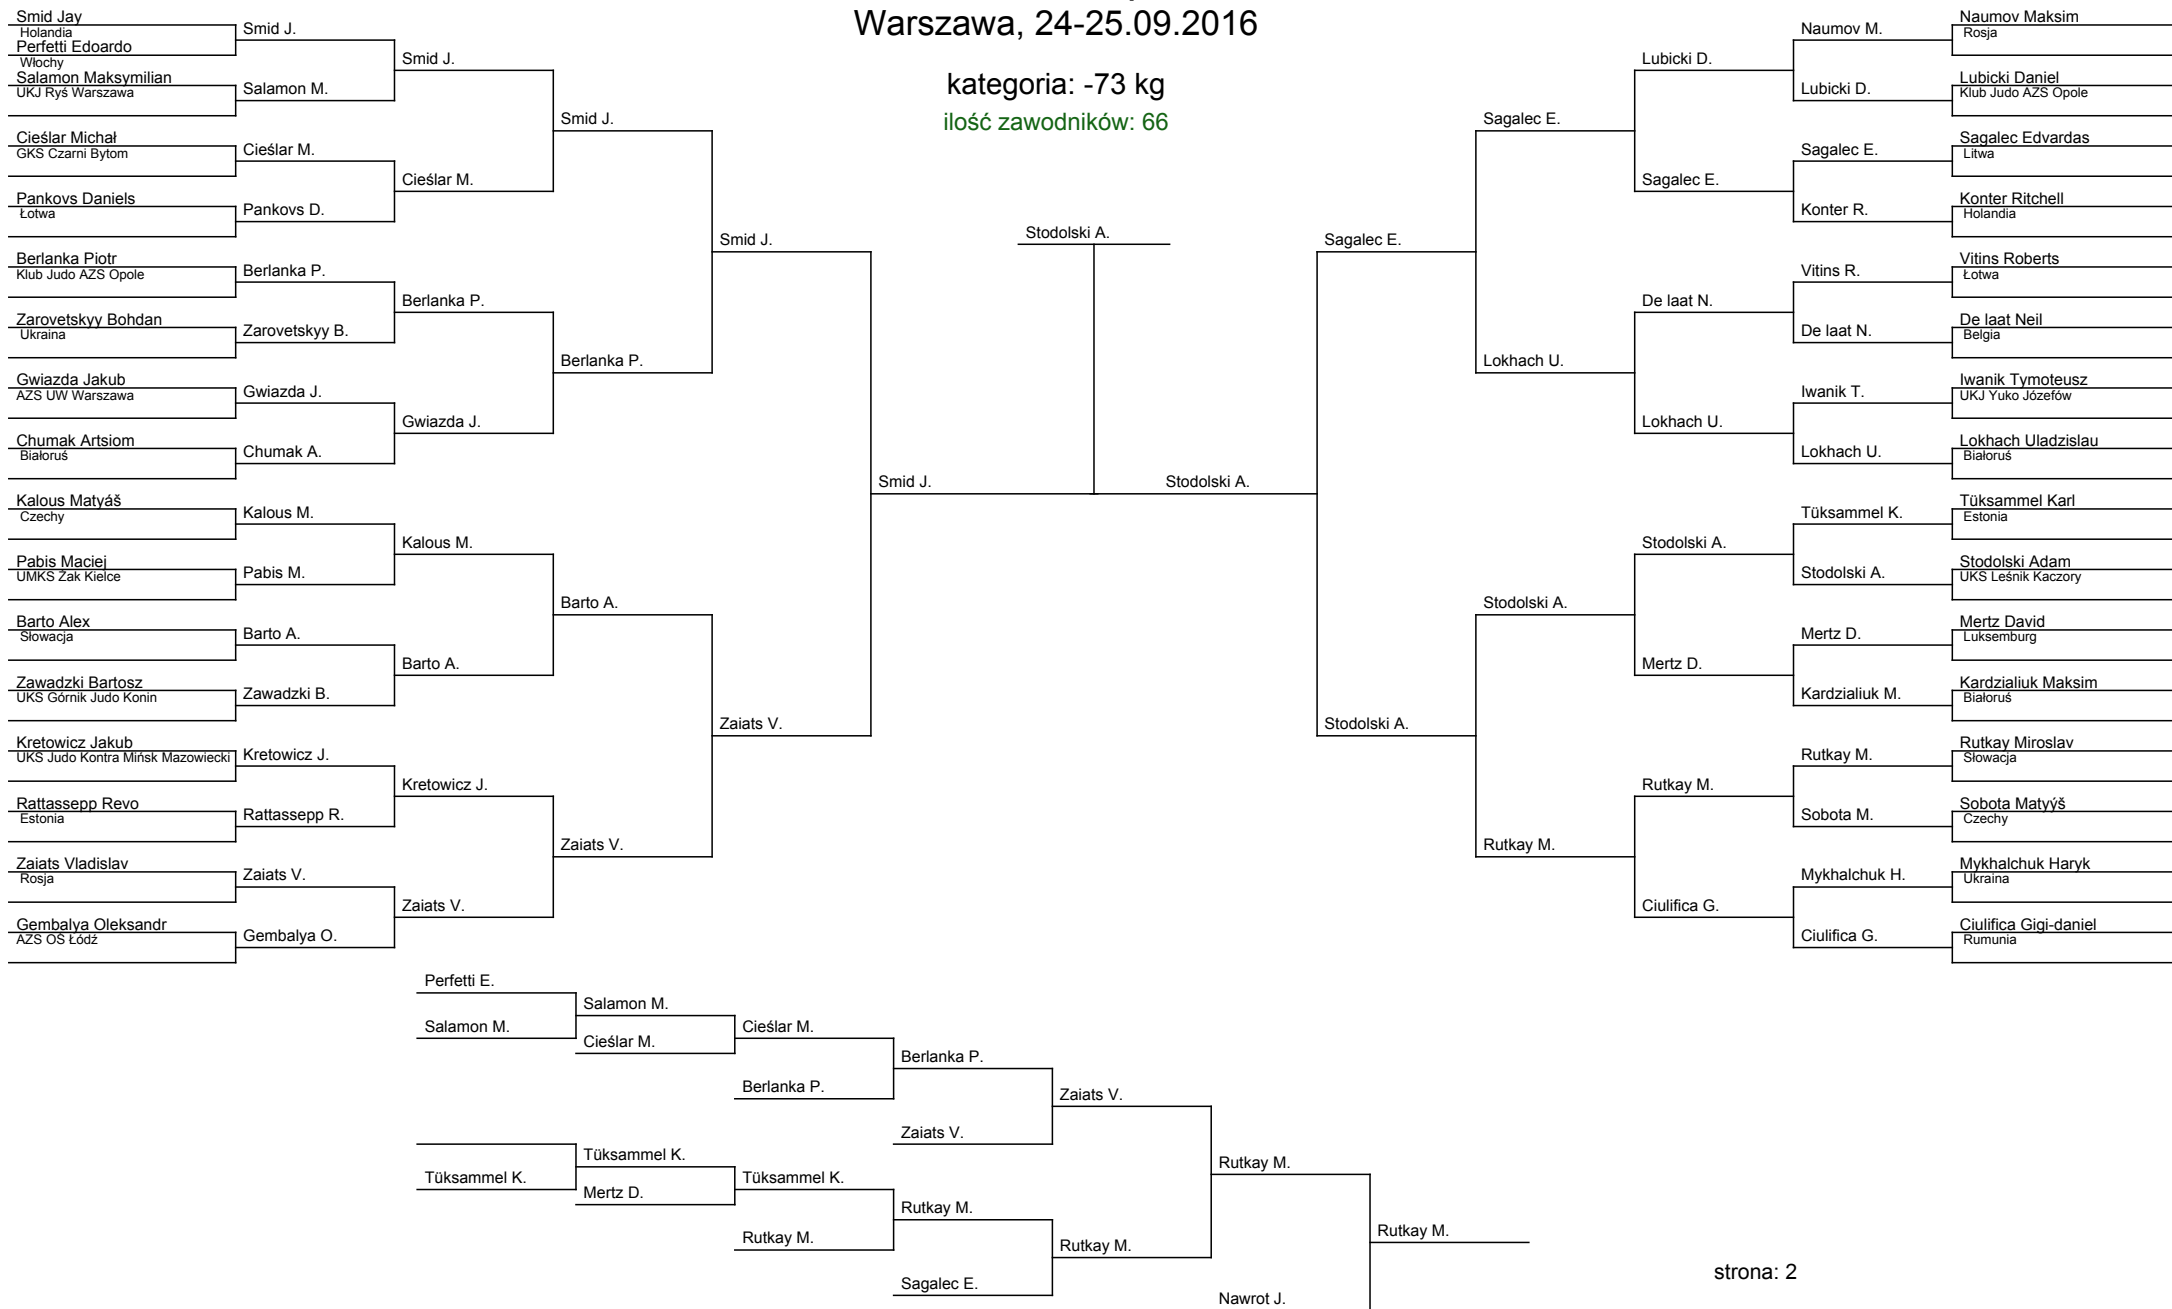 Warszawa, 24-25.09.2016
kategoria: -73 kg
ilość zawodników: 66
Smid Jay
Holandia
Perfetti Edoardo
Włochy
Salamon Maksymilian
UKJ Ryś Warszawa
Cieślar Michał
GKS Czarni Bytom
Pankovs Daniels
Łotwa
Berlanka Piotr
Klub Judo AZS Opole
Zarovetskyy Bohdan
Ukraina
Gwiazda Jakub
AZS UW Warszawa
Chumak Artsiom
Białoruś
Kalous Matyáš
Czechy
Pabis Maciej
UMKS Żak Kielce
Barto Alex
Słowacja
Zawadzki Bartosz
UKS Górnik Judo Konin
Kretowicz Jakub
UKS Judo Kontra Mińsk Mazowiecki
Rattassepp Revo
Estonia
Zaiats Vladislav
Rosja
Gembalya Oleksandr
AZS OŚ Łódź
Smid J.
Salamon M.
Cieślar M.
Pankovs D.
Berlanka P.
Zarovetskyy B.
Gwiazda J.
Chumak A.
Kalous M.
Pabis M.
Barto A.
Zawadzki B.
Kretowicz J.
Rattassepp R.
Zaiats V.
Gembalya O.
Smid J.
Cieślar M.
Berlanka P.
Gwiazda J.
Kalous M.
Barto A.
Kretowicz J.
Zaiats V.
Smid J.
Berlanka P.
Barto A.
Zaiats V.
Smid J.
Zaiats V.
Smid J.
Stodolski A.
Stodolski A.
Sagalec E.
Stodolski A.
Sagalec E.
Lokhach U.
Stodolski A.
Rutkay M.
Lubicki D.
Sagalec E.
De laat N.
Lokhach U.
Stodolski A.
Mertz D.
Rutkay M.
Ciulifica G.
Naumov M.
Lubicki D.
Sagalec E.
Konter R.
Vitins R.
De laat N.
Iwanik T.
Lokhach U.
Tüksammel K.
Stodolski A.
Mertz D.
Kardzialiuk M.
Rutkay M.
Sobota M.
Mykhalchuk H.
Ciulifica G.
Naumov Maksim
Rosja
Lubicki Daniel
Klub Judo AZS Opole
Sagalec Edvardas
Litwa
Konter Ritchell
Holandia
Vitins Roberts
Łotwa
De laat Neil
Belgia
Iwanik Tymoteusz
UKJ Yuko Józefów
Lokhach Uladzislau
Białoruś
Tüksammel Karl
Estonia
Stodolski Adam
UKS Leśnik Kaczory
Mertz David
Luksemburg
Kardzialiuk Maksim
Białoruś
Rutkay Miroslav
Słowacja
Sobota Matyýš
Czechy
Mykhalchuk Haryk
Ukraina
Ciulifica Gigi-daniel
Rumunia
Perfetti E.
Salamon M.
Salamon M.
Cieślar M.
Cieślar M.
Berlanka P.
Berlanka P.
Zaiats V.
Zaiats V.
Tüksammel K.
Tüksammel K.
Mertz D.
Tüksammel K.
Rutkay M.
Rutkay M.
Sagalec E.
Rutkay M.
Rutkay M.
Nawrot J.
Rutkay M.
strona: 2